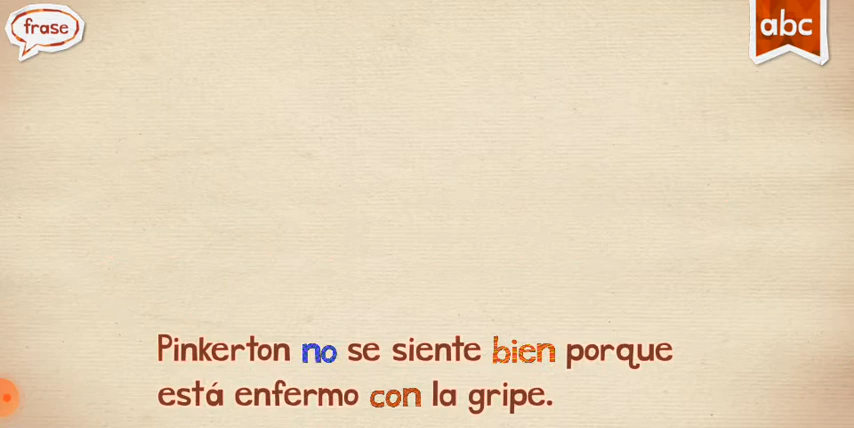 frase
abc
Pinkerton no se siente bien porque
está enfermo con la gripe.